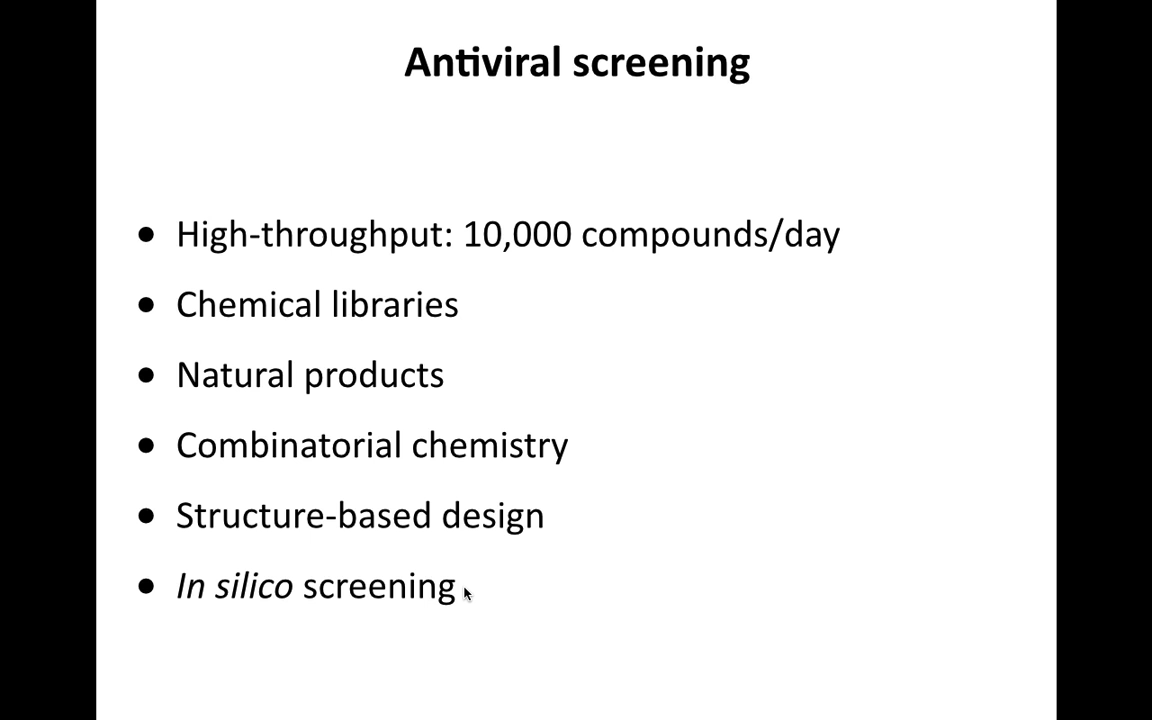 Antiviral screening
• High-throughput: 10,000 compounds/day
• Chemical libraries
• Natural products
• Combinatorial chemistry
• Structure-based design
• In silico screening